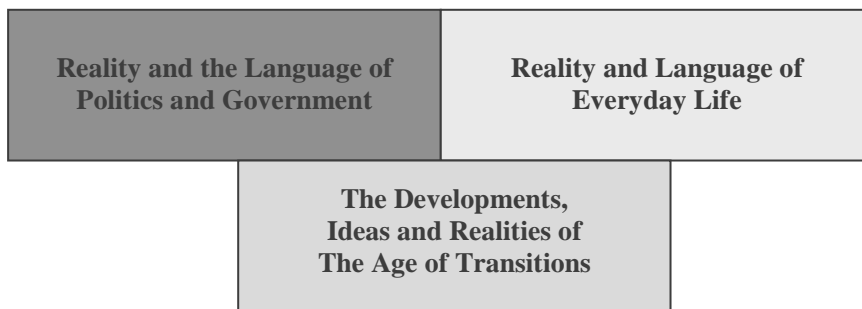 Reality and the Language of
Politics and Government
Reality and Language of
Everyday Life
The Developments,
Ideas and Realities of
The Age of Transitions